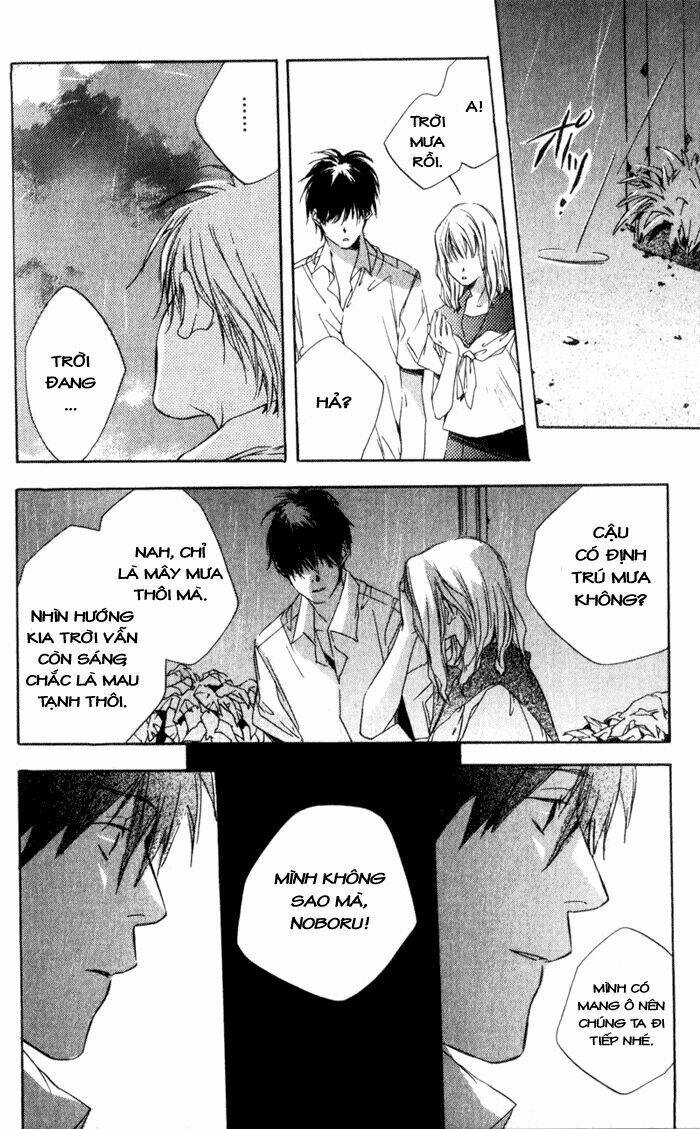 ポツッ
A!
TRỜI
MƯA
RỒI.
HẢ?
......
TRỜI
ĐANG
...
CẬU
CÓ ĐỊNH
TRÚ MƯA
KHÔNG?
NAH, CHỈ
LÀ MÂY MƯA
THÔI MÀ.
NHÌN HƯỚNG
KIA TRỜI VẪN
CÒN SÁNG
CHẮC LÀ MAU
TẠNH THÔI.
MÌNH CÓ
MANG Ô NÊN
CHÚNG TA ĐI
TIẾP NHÉ.
MÌNH KHÔNG
SAO MÀ,
NOBORU!